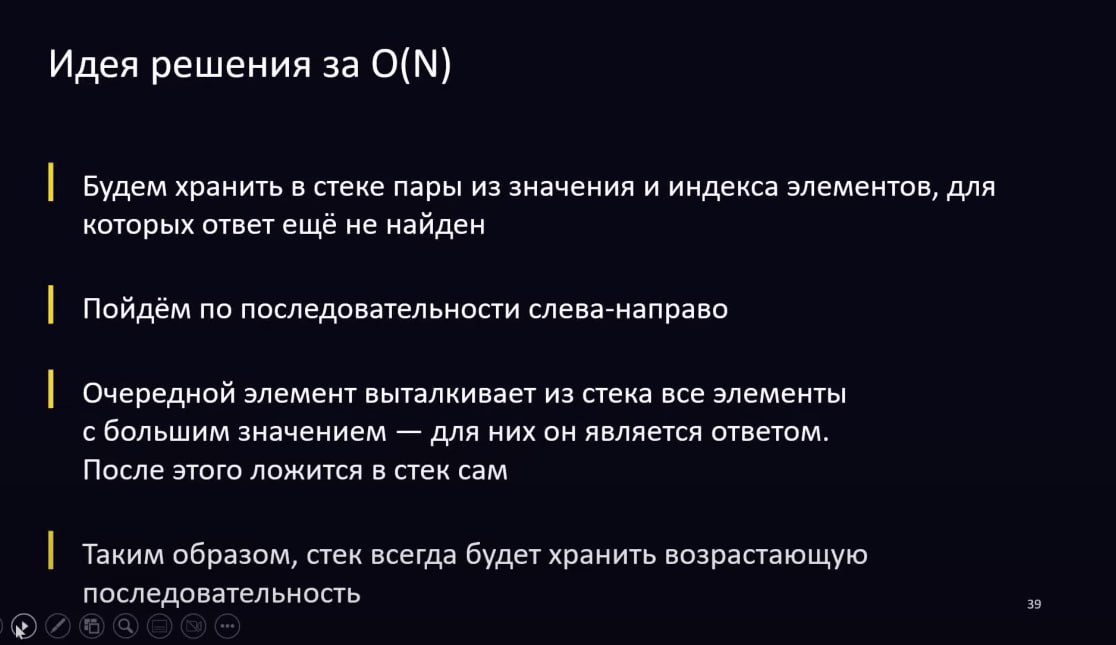 Идея решения за O(N)
Будем хранить в стеке пары из значения и индекса элементов, для
которых ответ ещё не найден
Пойдём по последовательности слева-направо
Очередной элемент выталкивает из стека все элементы
с большим значением — для них он является ответом.
После этого ложится в стек сам
Таким образом, стек всегда будет хранить возрастающую
последовательность
39